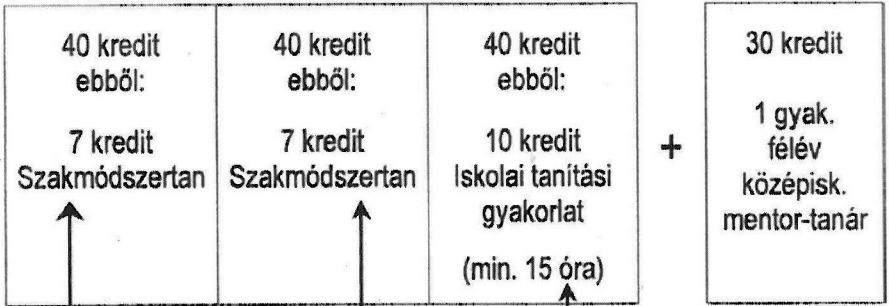 40 kredit
ebből:
7 kredit
Szakmódszertan
40 kredit
ebből:
7 kredit
Szakmódszertan
40 kredit
ebből:
10 kredit
Iskolai tanítási
gyakorlat
(min. 15 óra)
+
30 kredit
1 gyak.
félév
középisk.
mentor-tanár